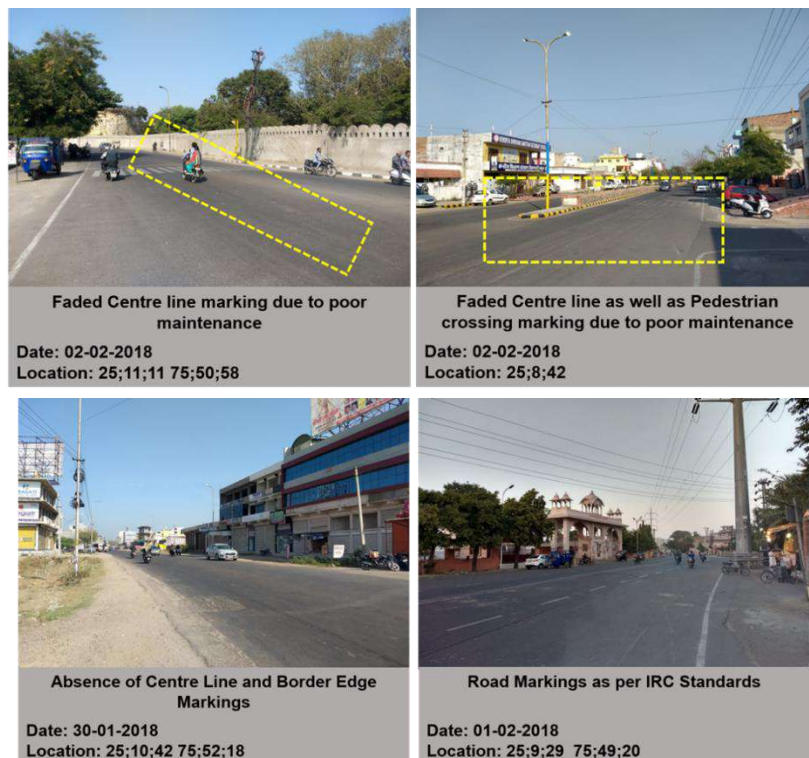 Faded Centre line marking due to poor
maintenance
Date: 02-02-2018
Location: 25;11;11 75;50;58
Faded Centre line as well as Pedestrian
crossing marking due to poor maintenance
Date: 02-02-2018
Location: 25;8;42
Absence of Centre Line and Border Edge
Markings
Date: 30-01-2018
Location: 25;10;42 75;52;18
Road Markings as per IRC Standards
Date: 01-02-2018
Location: 25;9;29  75;49;20